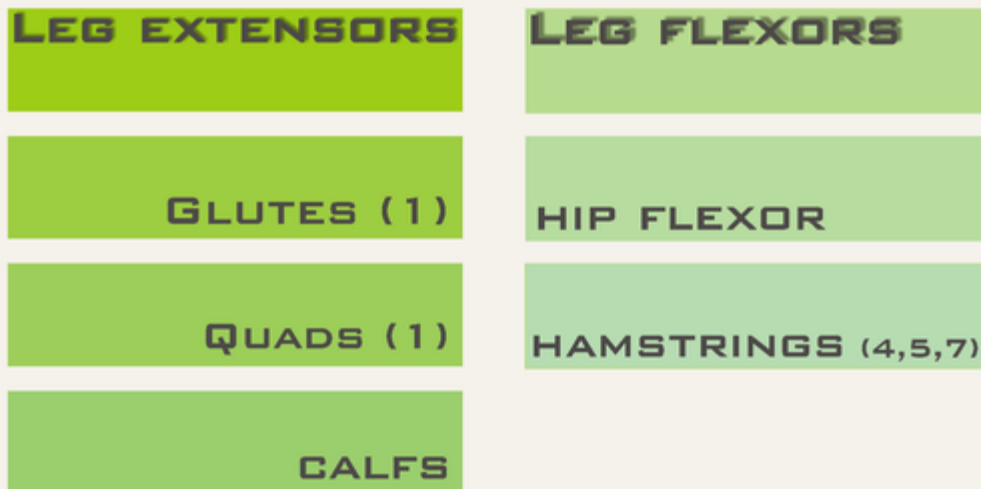 LEG EXTENSORS
GLUTES (1)
QUADS (1)
CALFS
LEG FLEXORS
HIP FLEXOR
HAMSTRINGS (4,5,7)